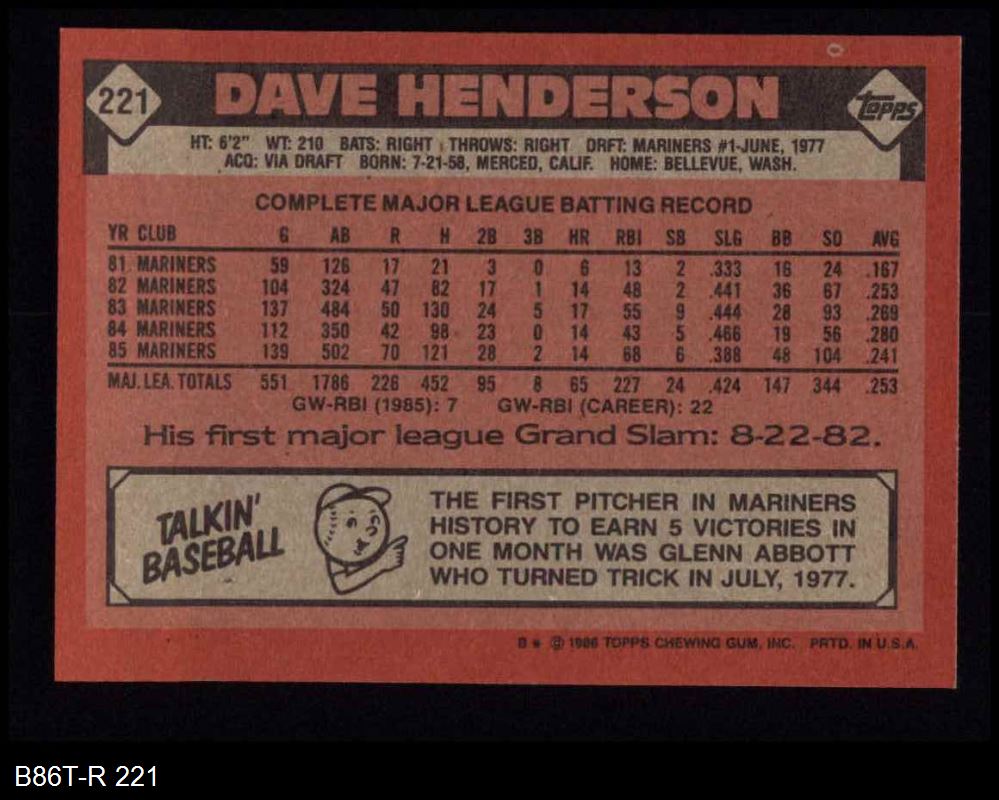 221 DAVE HENDERSON topps
HT: 6'2" WT: 210 BATS: RIGHT THROWS: RIGHT DRFT: MARINERS #1-JUNE, 1977
ACQ: VIA DRAFT BORN: 7-21-58, MERCED, CALIF. HOME: BELLEVUE, WASH.
COMPLETE MAJOR LEAGUE BATTING RECORD
YR CLUB G AB R H 2B 3B HR RBI SB SLG BB SO AVG
81 MARINERS 59 126 17 21 3 0 6 13 2 .333 16 24 .167
82 MARINERS 104 324 47 82 17 1 14 48 2 .441 36 67 .253
83 MARINERS 137 484 50 130 24 5 17 55 9 .444 28 93 .269
84 MARINERS 112 350 42 98 23 0 14 43 5 .466 19 56 .280
85 MARINERS 139 502 70 121 28 2 14 68 6 .388 48 104 .241
MAJ. LEA. TOTALS 551 1786 226 452 95 8 65 227 24 .424 147 344 .253
GW-RBI (1985): 7 GW-RBI (CAREER): 22
His first major league Grand Slam: 8-22-82.
TALKIN'
BASEBALL
THE FIRST PITCHER IN MARINERS
HISTORY TO EARN 5 VICTORIES IN
ONE MONTH WAS GLENN ABBOTT
WHO TURNED TRICK IN JULY, 1977.
B * © 1986 TOPPS CHEWING GUM, INC. PRTD. IN U.S.A.
B86T-R 221